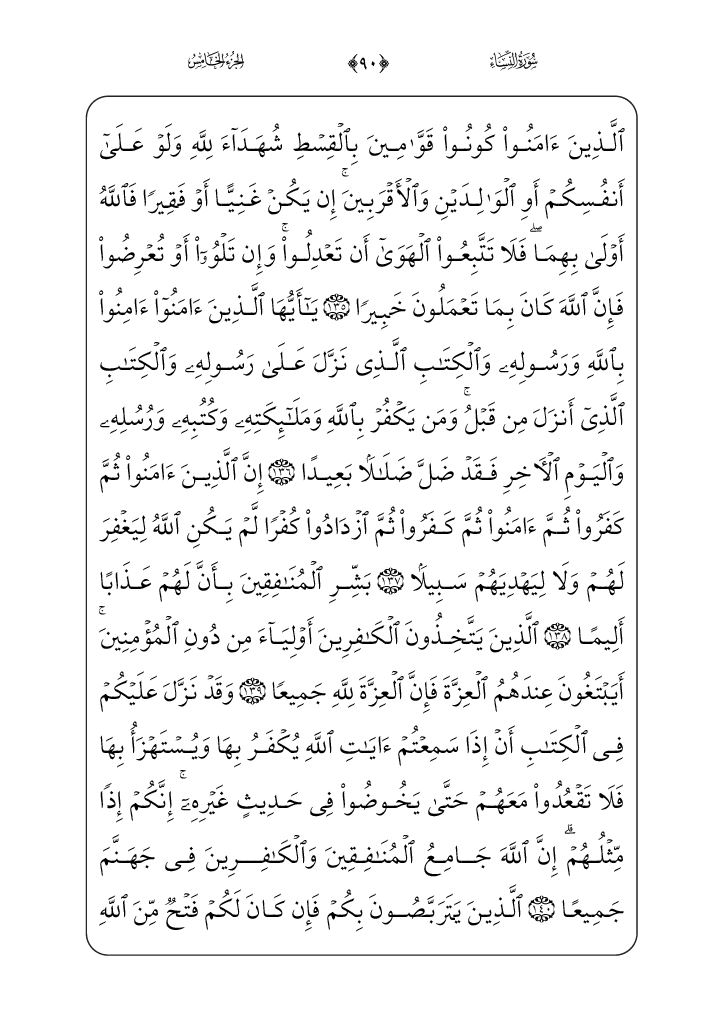 سُورَةُ النِّسَاءِ ﴿٩٠﴾ الجُزْءُ الخَامِسُ
ٱلَّذِينَ ءَامَنُوا۟ كُونُوا۟ قَوَّٰمِينَ بِٱلْقِسْطِ شُهَدَآءَ لِلَّهِ وَلَوْ عَلَىٰٓ
أَنفُسِكُمْ أَوِ ٱلْوَٰلِدَيْنِ وَٱلْأَقْرَبِينَ ۚ إِن يَكُنْ غَنِيًّا أَوْ فَقِيرًا فَٱللَّهُ
أَوْلَىٰ بِهِمَا ۖ فَلَا تَتَّبِعُوا۟ ٱلْهَوَىٰٓ أَن تَعْدِلُوا۟ ۚ وَإِن تَلْوُۥٓا۟ أَوْ تُعْرِضُوا۟
فَإِنَّ ٱللَّهَ كَانَ بِمَا تَعْمَلُونَ خَبِيرًا ١٣٥ يَٰٓأَيُّهَا ٱلَّذِينَ ءَامَنُوٓا۟ ءَامِنُوا۟
بِٱللَّهِ وَرَسُولِهِۦ وَٱلْكِتَٰبِ ٱلَّذِى نَزَّلَ عَلَىٰ رَسُولِهِۦ وَٱلْكِتَٰبِ
ٱلَّذِىٓ أَنزَلَ مِن قَبْلُ ۚ وَمَن يَكْفُرْ بِٱللَّهِ وَمَلَٰٓئِكَتِهِۦ وَكُتُبِهِۦ وَرُسُلِهِۦ
وَٱلْيَوْمِ ٱلْءَاخِرِ فَقَدْ ضَلَّ ضَلَٰلًۢا بَعِيدًا ١٣٦ إِنَّ ٱلَّذِينَ ءَامَنُوا۟ ثُمَّ
كَفَرُوا۟ ثُمَّ ءَامَنُوا۟ ثُمَّ كَفَرُوا۟ ثُمَّ ٱزْدَادُوا۟ كُفْرًا لَّمْ يَكُنِ ٱللَّهُ لِيَغْفِرَ
لَهُمْ وَلَا لِيَهْدِيَهُمْ سَبِيلًۢا ١٣٧ بَشِّرِ ٱلْمُنَٰفِقِينَ بِأَنَّ لَهُمْ عَذَابًا
أَلِيمًا ١٣٨ ٱلَّذِينَ يَتَّخِذُونَ ٱلْكَٰفِرِينَ أَوْلِيَآءَ مِن دُونِ ٱلْمُؤْمِنِينَ ۚ
أَيَبْتَغُونَ عِندَهُمُ ٱلْعِزَّةَ فَإِنَّ ٱلْعِزَّةَ لِلَّهِ جَمِيعًا ١٣٩ وَقَدْ نَزَّلَ عَلَيْكُمْ
فِى ٱلْكِتَٰبِ أَنْ إِذَا سَمِعْتُمْ ءَايَٰتِ ٱللَّهِ يُكْفَرُ بِهَا وَيُسْتَهْزَأُ بِهَا
فَلَا تَقْعُدُوا۟ مَعَهُمْ حَتَّىٰ يَخُوضُوا۟ فِى حَدِيثٍ غَيْرِهِۦٓ ۚ إِنَّكُمْ إِذًا
مِّثْلُهُمْ ۗ إِنَّ ٱللَّهَ جَامِعُ ٱلْمُنَٰفِقِينَ وَٱلْكَٰفِرِينَ فِى جَهَنَّمَ
جَمِيعًا ١٤٠ ٱلَّذِينَ يَتَرَبَّصُونَ بِكُمْ فَإِن كَانَ لَكُمْ فَتْحٌ مِّنَ ٱللَّهِ